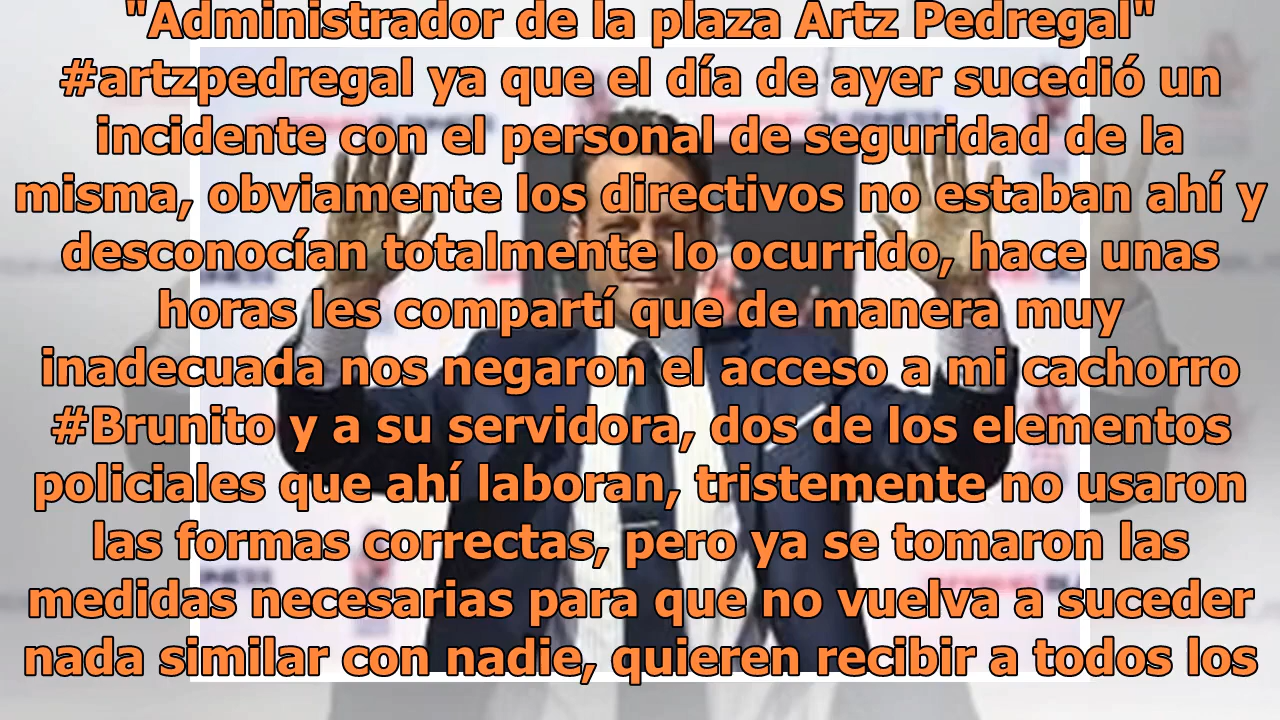 "Administrador de la plaza Artz Pedregal"
#artzpedregal ya que el día de ayer sucedió un
incidente con el personal de seguridad de la
misma, obviamente los directivos no estaban ahí y
desconocían totalmente lo ocurrido, hace unas
horas les compartí que de manera muy
inadecuada nos negaron el acceso a mi cachorro
#Brunito y a su servidora, dos de los elementos
policiales que ahí laboran, tristemente no usaron
las formas correctas, pero ya se tomaron las
medidas necesarias para que no vuelva a suceder
nada similar con nadie, quieren recibir a todos los